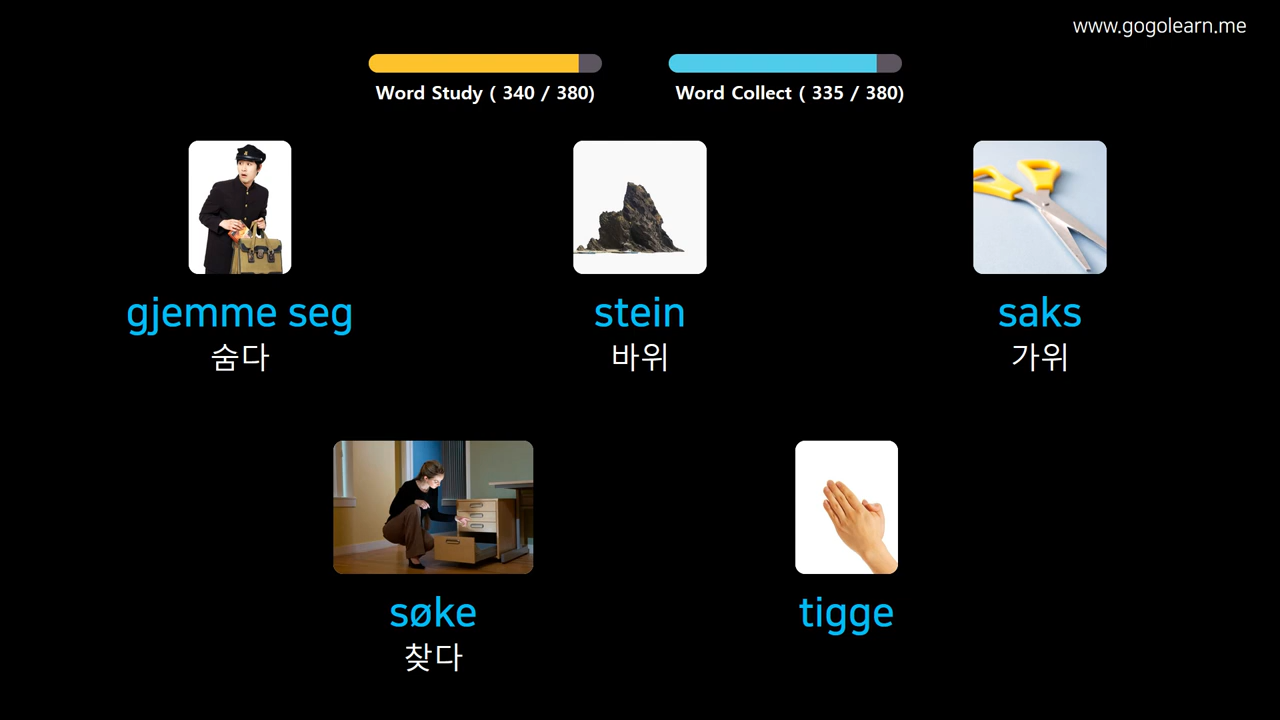 www.gogolearn.me
Word Study ( 340 / 380)
Word Collect ( 335 / 380)
gjemme seg
숨다
stein
바위
saks
가위
søke
찾다
tigge